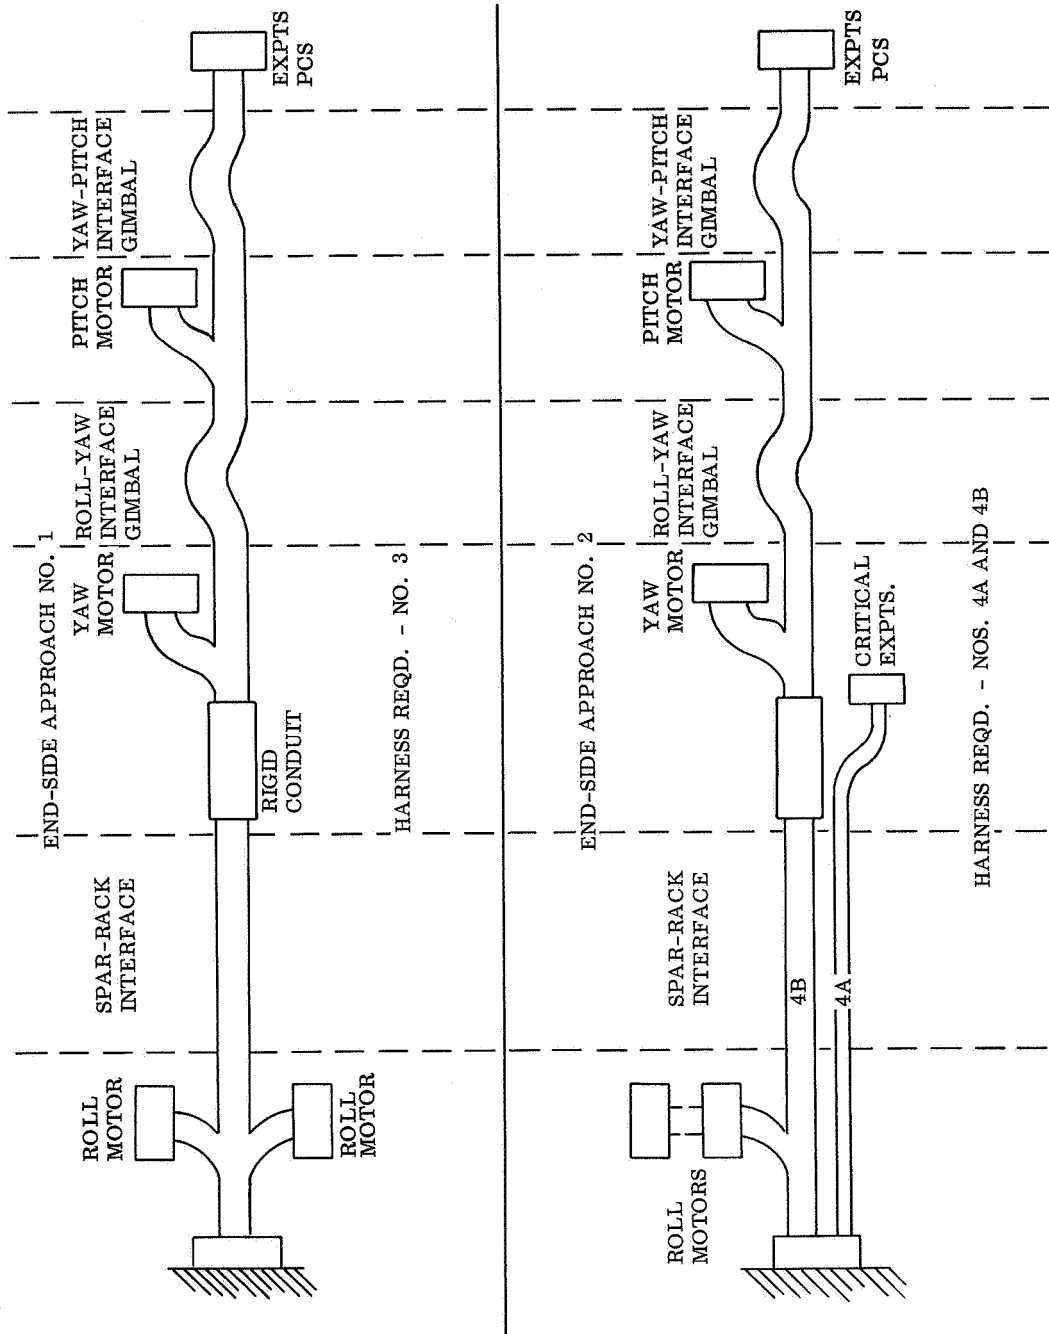 END-SIDE APPROACH NO. 1
ROLL
MOTOR
ROLL
MOTOR
SPAR-RACK
INTERFACE
RIGID
CONDUIT
YAW
MOTOR
ROLL-YAW
INTERFACE
GIMBAL
PITCH
MOTOR
YAW-PITCH
INTERFACE
GIMBAL
EXPTS
PCS
HARNESS REQD. - NO. 3
END-SIDE APPROACH NO. 2
ROLL
MOTORS
SPAR-RACK
INTERFACE
4B
4A
YAW
MOTOR
ROLL-YAW
INTERFACE
GIMBAL
PITCH
MOTOR
YAW-PITCH
INTERFACE
GIMBAL
EXPTS
PCS
CRITICAL
EXPTS.
HARNESS REQD. - NOS. 4A AND 4B